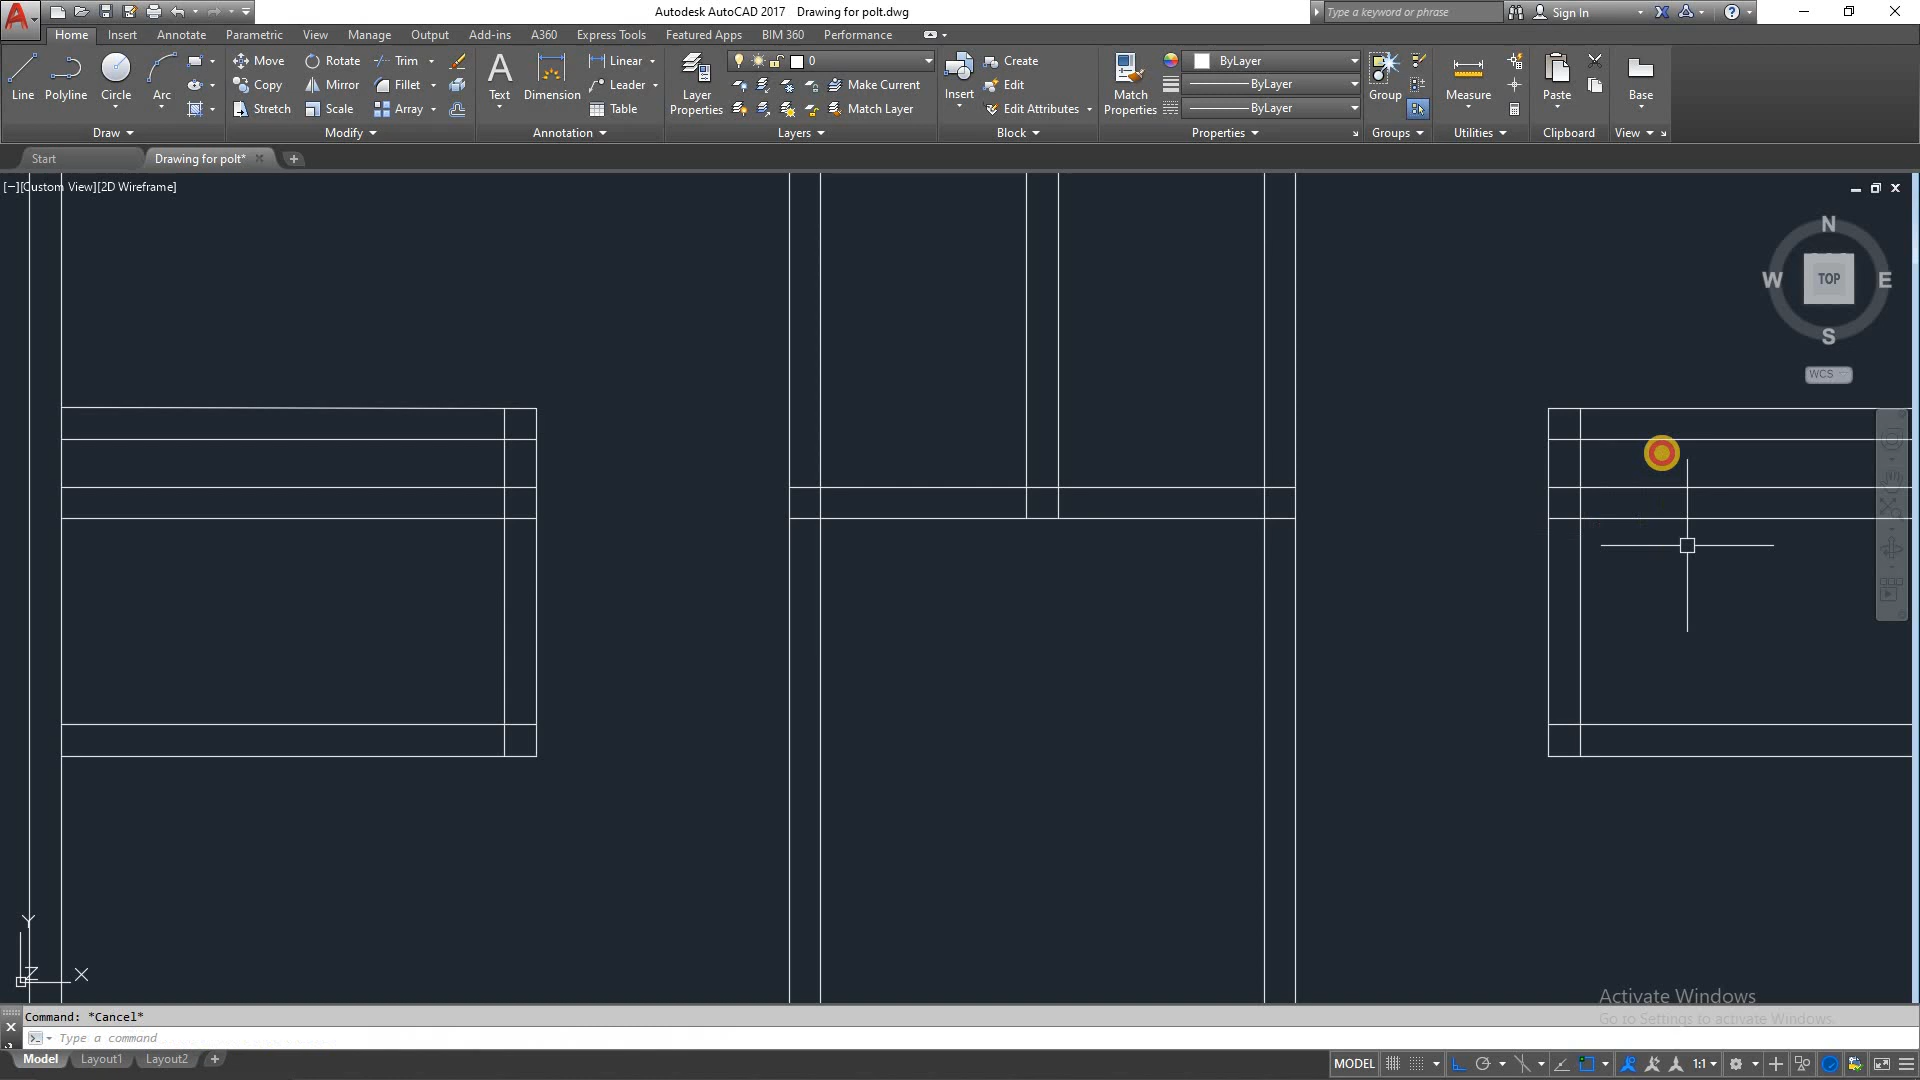 Autodesk AutoCAD 2017 Drawing for polt.dwg
Type a keyword or phrase
Sign In
Home Insert Annotate Parametric View Manage Output Add-ins A360 Express Tools Featured Apps BIM 360 Performance
Line Polyline Circle Arc
Move Rotate Trim
Copy Mirror Fillet
Stretch Scale Array
Text Dimension
Linear
Leader
Table
Layer Properties
0
Make Current
Match Layer
Insert
Create
Edit
Edit Attributes
Match Properties
ByLayer
ByLayer
ByLayer
Group
Measure
Paste
Base
Draw Modify Annotation Layers Block Properties Groups Utilities Clipboard View
Start Drawing for polt*
[−][Custom View][2D Wireframe]
N
W TOP E
S
WCS
Y
Z X
Activate Windows
Go to Settings to activate Windows.
Command: *Cancel*
Type a command
Model Layout1 Layout2
MODEL 1:1